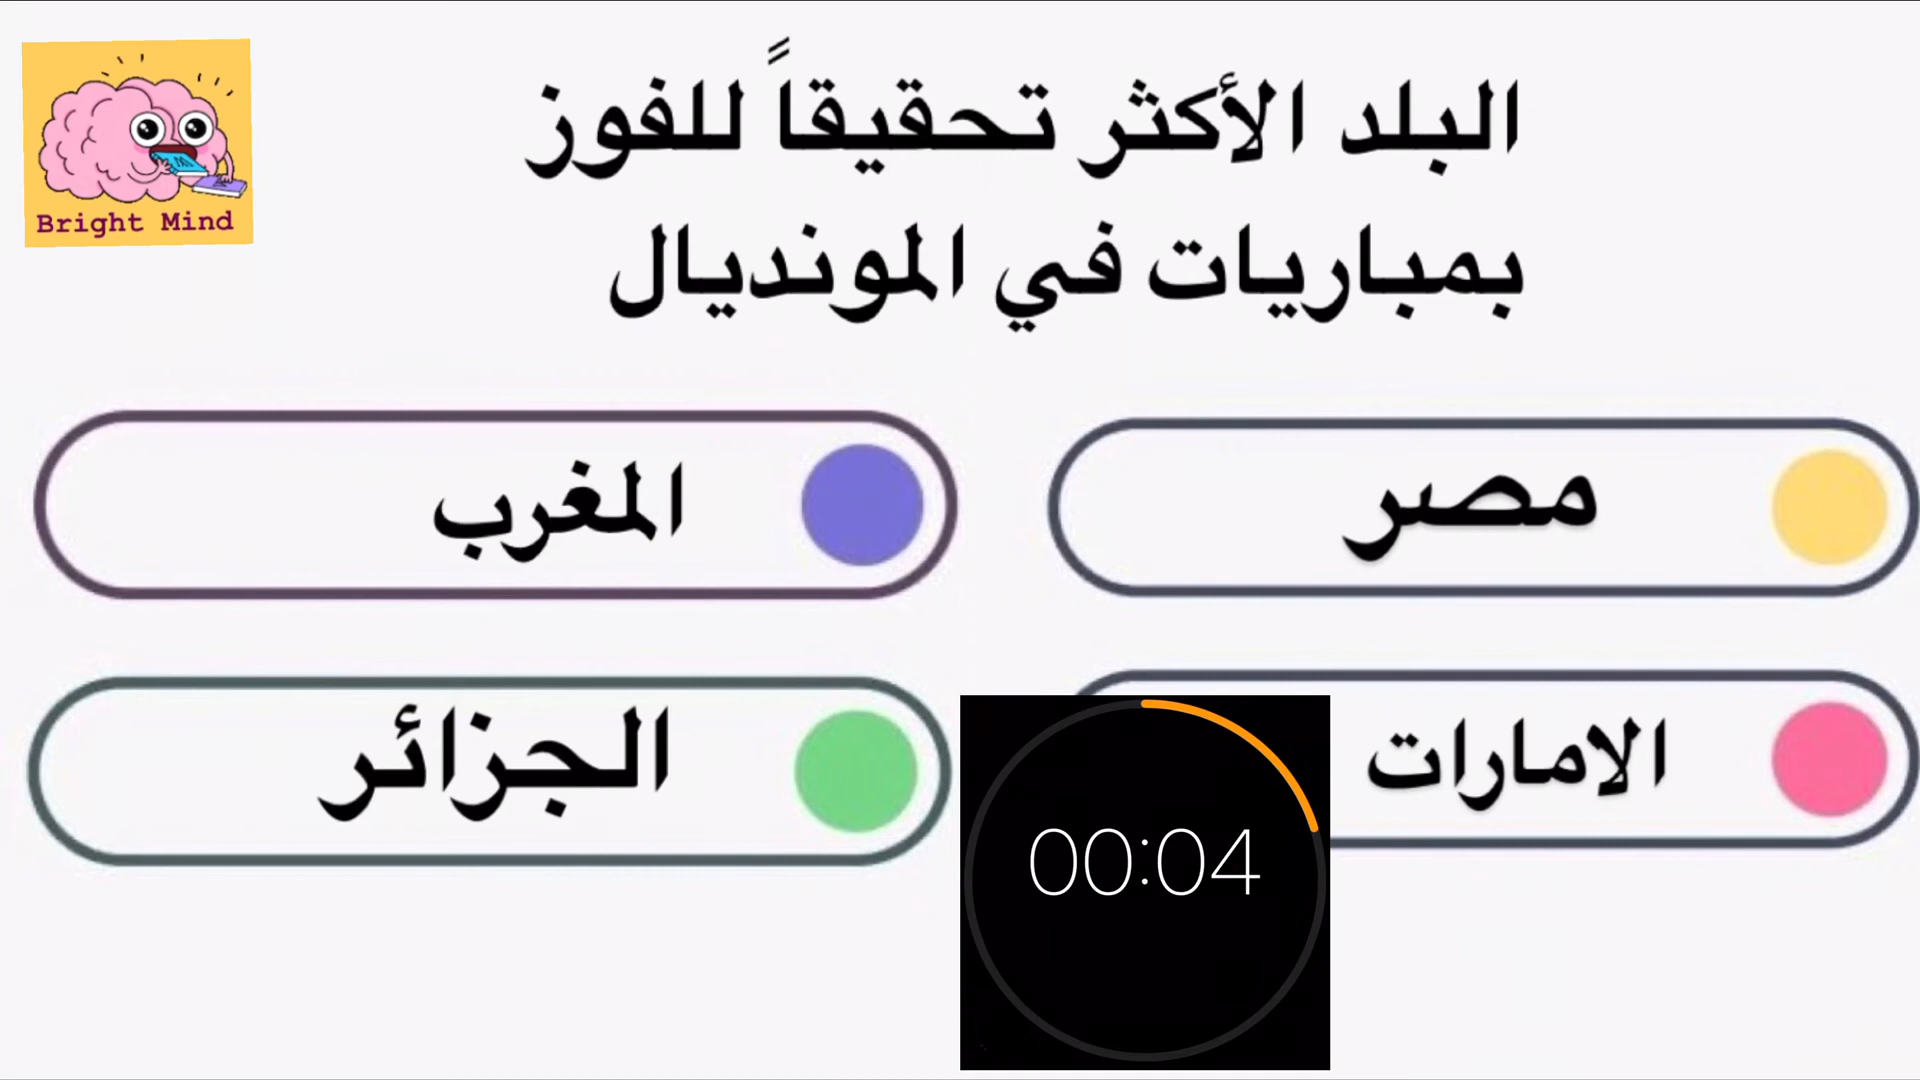 البلد الأكثر تحقيقاً للفوز
بمباريات في المونديال
Bright Mind
مصر
المغرب
الامارات
الجزائر
00:04